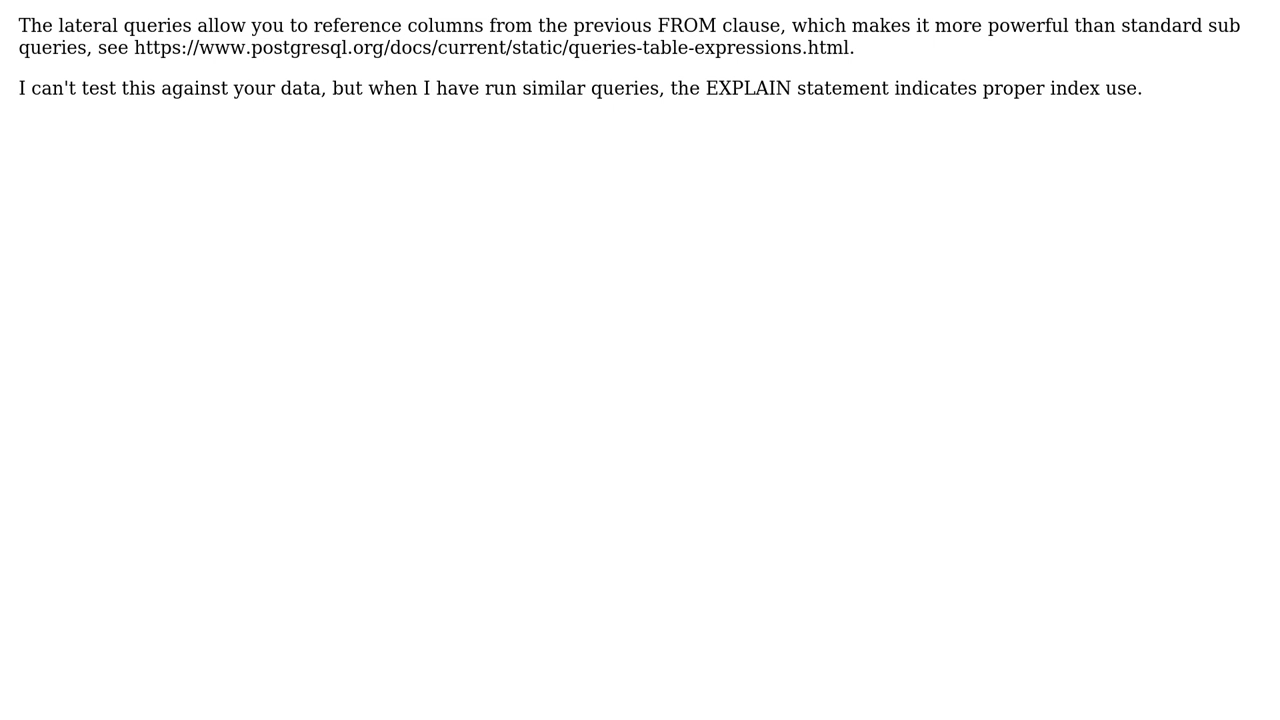 The lateral queries allow you to reference columns from the previous FROM clause, which makes it more powerful than standard sub
queries, see https://www.postgresql.org/docs/current/static/queries-table-expressions.html.
I can't test this against your data, but when I have run similar queries, the EXPLAIN statement indicates proper index use.